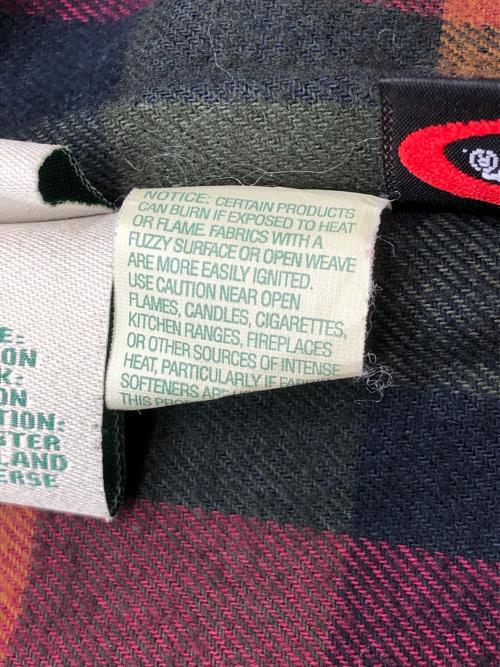 NOTICE: CERTAIN PRODUCTS
CAN BURN IF EXPOSED TO HEAT
OR FLAME. FABRICS WITH A
FUZZY SURFACE OR OPEN WEAVE
ARE MORE EASILY IGNITED.
USE CAUTION NEAR OPEN
FLAMES, CANDLES, CIGARETTES,
KITCHEN RANGES, FIREPLACES
OR OTHER SOURCES OF INTENSE
HEAT, PARTICULARLY IF
SOFTENERS ARE
THIS
E:
ON
K:
ON
TION:
STER
LAND
ERSE